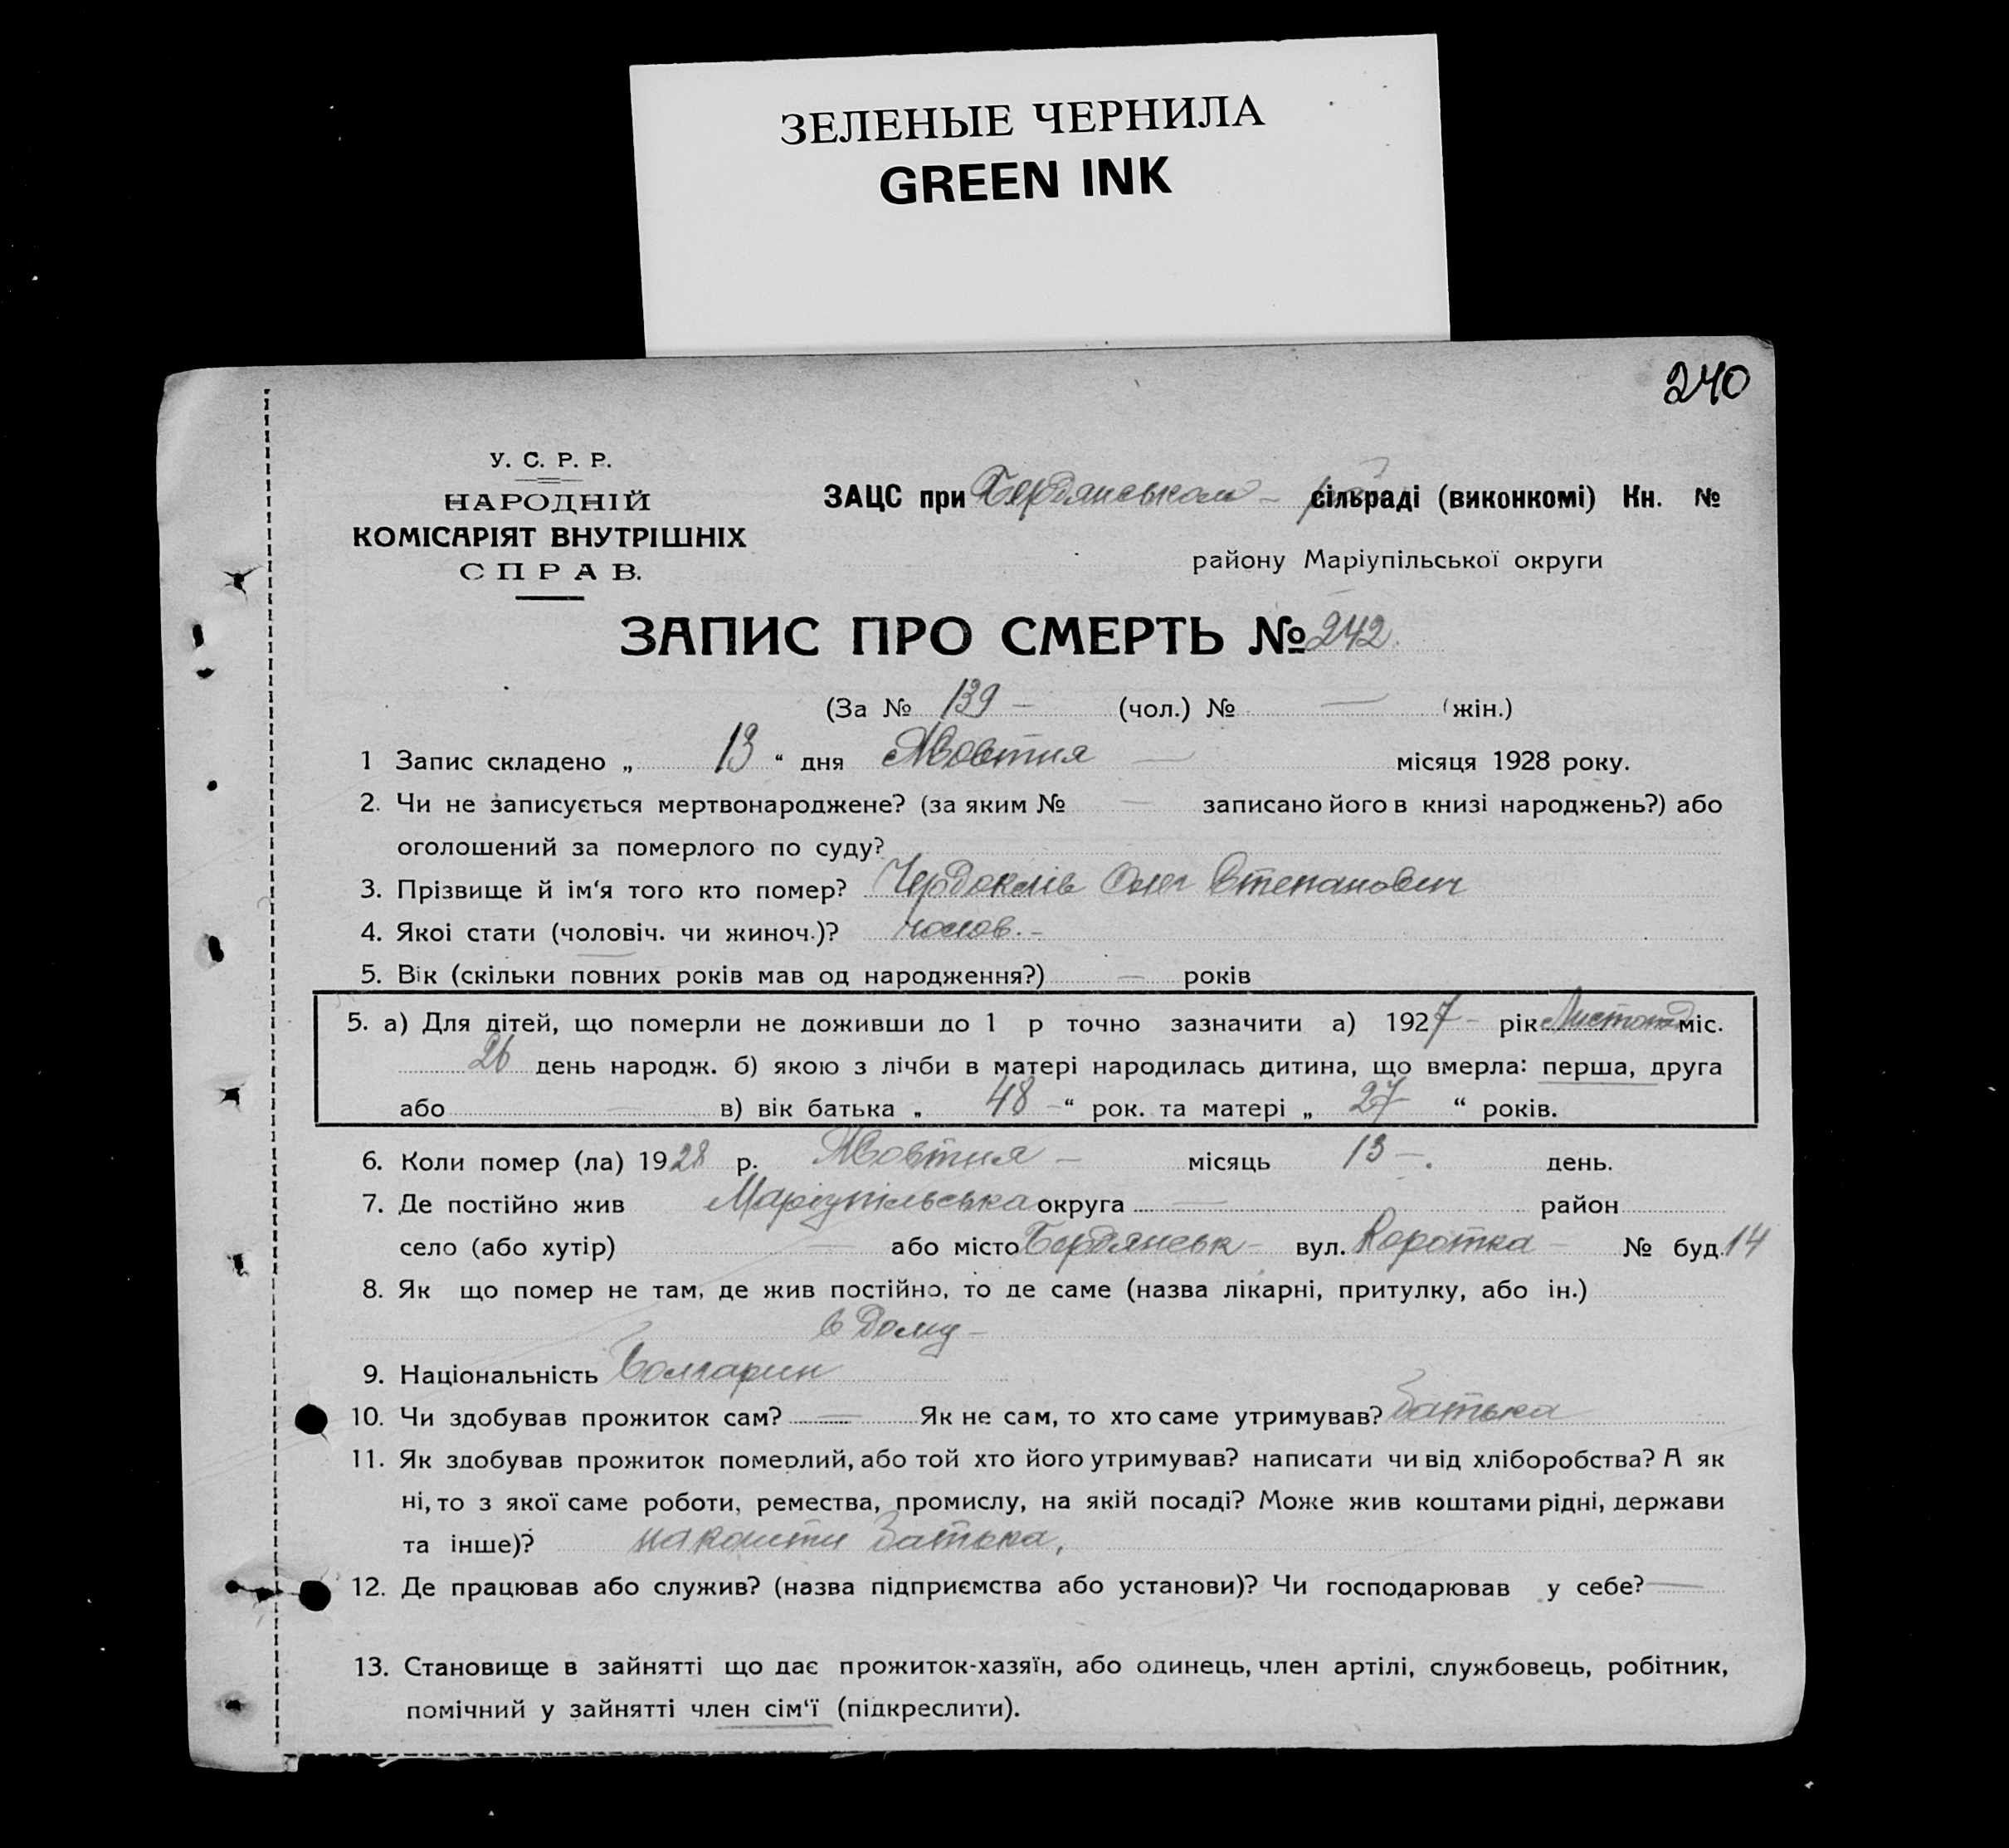 ЗЕЛЕНЫЕ ЧЕРНИЛА
GREEN INK
240
У. С. Р. Р.
НАРОДНІЙ
КОМІСАРІЯТ ВНУТРІШНІХ
СПРАВ.
ЗАЦС при Бердянськом - сільраді (виконкомі) Кн. №
району Маріупільської округи
ЗАПИС ПРО СМЕРТЬ № 242.
(За № 139 – (чол.) № — (жін.)
1 Запис складено „ 13 “ дня Жовтня — місяця 1928 року.
2. Чи не записується мертвонароджене? (за яким № — записано його в книзі народжень?) або
оголошений за померлого по суду?
3. Прізвище й ім‘я того кто помер? Олег Степанович
4. Якоі стати (чоловіч. чи жиноч.)? чолов. -
5. Вік (скільки повних років мав од народження?) — років
5. а) Для дітей, що померли не доживши до 1 р точно зазначити а) 1927 - рік Листопад міс.
26 день народж. б) якою з лічби в матері народилась дитина, що вмерла: перша, друга
або — в) вік батька „ 48 - “ рок. та матері „ 27 “ років.
6. Коли помер (ла) 1928 р. Жовтня - місяць 13 -. день.
7. Де постійно жив Маріупільська округа — район
село (або хутір) — або місто Бердянськ - вул. Коротка - № буд. 14
8. Як що помер не там, де жив постійно, то де саме (назва лікарні, притулку, або ін.)
в дому -
9. Національність Болгарин
10. Чи здобував прожиток сам? — Як не сам, то хто саме утримував? батька
11. Як здобував прожиток померлий, або той хто його утримував? написати чи від хліборобства? А як
ні, то з якої саме роботи, ремества, промислу, на якій посаді? Може жив коштами рідні, держави
та інше)? на кошти батька,
12. Де працював або служив? (назва підприємства або установи)? Чи господарював у себе? —
13. Становище в зайнятті що дає прожиток-хазяїн, або одинець, член артілі, службовець, робітник,
помічний у зайнятті член сім‘ї (підкреслити).